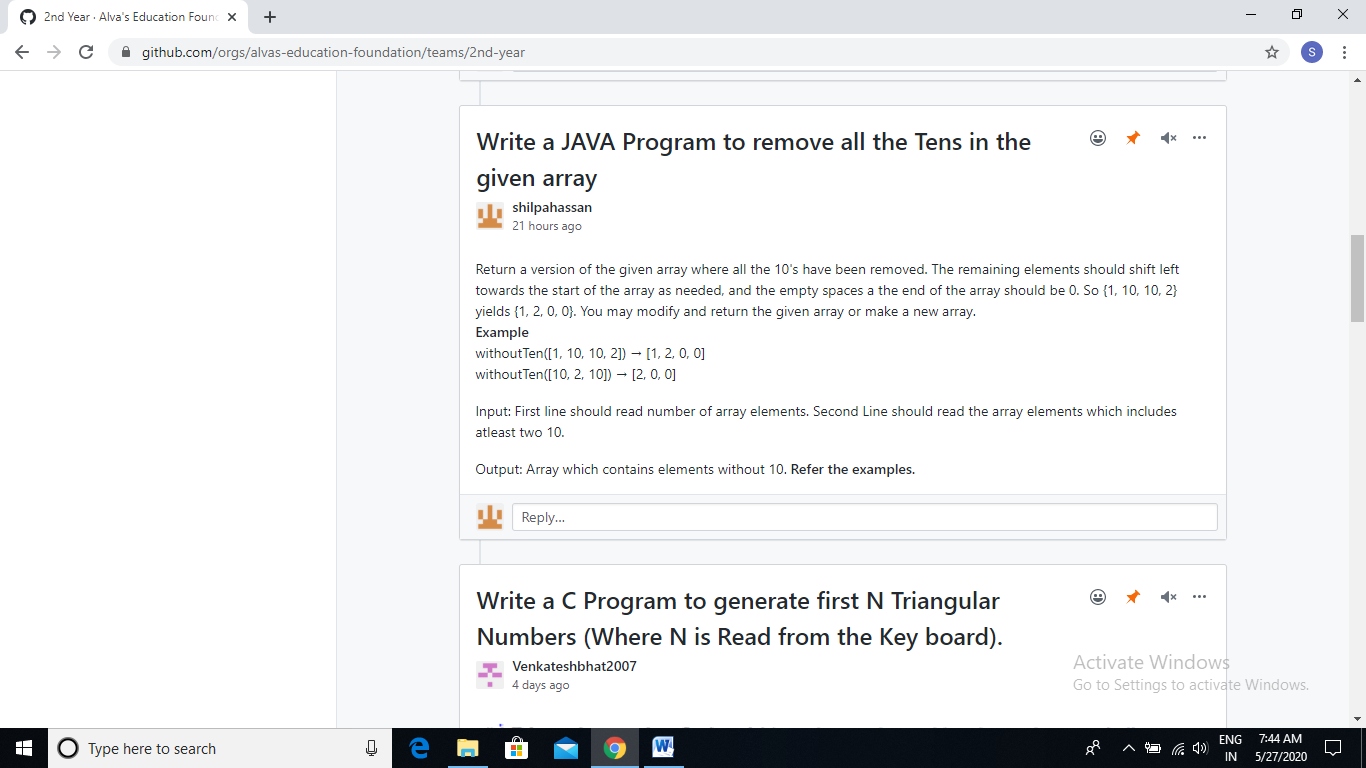 2nd Year · Alva's Education Foun
github.com/orgs/alvas-education-foundation/teams/2nd-year
S
Write a JAVA Program to remove all the Tens in the
given array
shilpahassan
21 hours ago
Return a version of the given array where all the 10's have been removed. The remaining elements should shift left
towards the start of the array as needed, and the empty spaces a the end of the array should be 0. So {1, 10, 10, 2}
yields {1, 2, 0, 0}. You may modify and return the given array or make a new array.
Example
withoutTen([1, 10, 10, 2]) → [1, 2, 0, 0]
withoutTen([10, 2, 10]) → [2, 0, 0]
Input: First line should read number of array elements. Second Line should read the array elements which includes
atleast two 10.
Output: Array which contains elements without 10. Refer the examples.
Reply...
Write a C Program to generate first N Triangular
Numbers (Where N is Read from the Key board).
Venkateshbhat2007
4 days ago
Activate Windows
Go to Settings to activate Windows.
Type here to search
ENG
IN
7:44 AM
5/27/2020